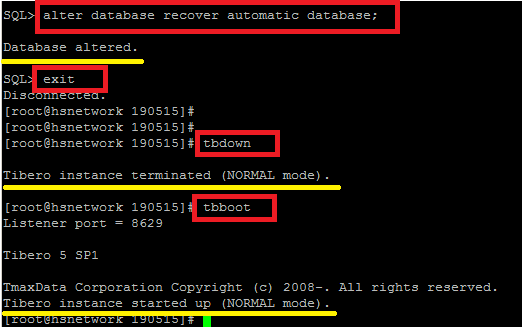 SQL> alter database recover automatic database;
Database altered.
SQL> exit
Disconnected.
[root@hsnetwork 190515]#
[root@hsnetwork 190515]#
[root@hsnetwork 190515]# tbdown
Tibero instance terminated (NORMAL mode).
[root@hsnetwork 190515]# tbboot
Listener port = 8629
Tibero 5 SP1
TmaxData Corporation Copyright (c) 2008-. All rights reserved.
Tibero instance started up (NORMAL mode).
[root@hsnetwork 190515]#